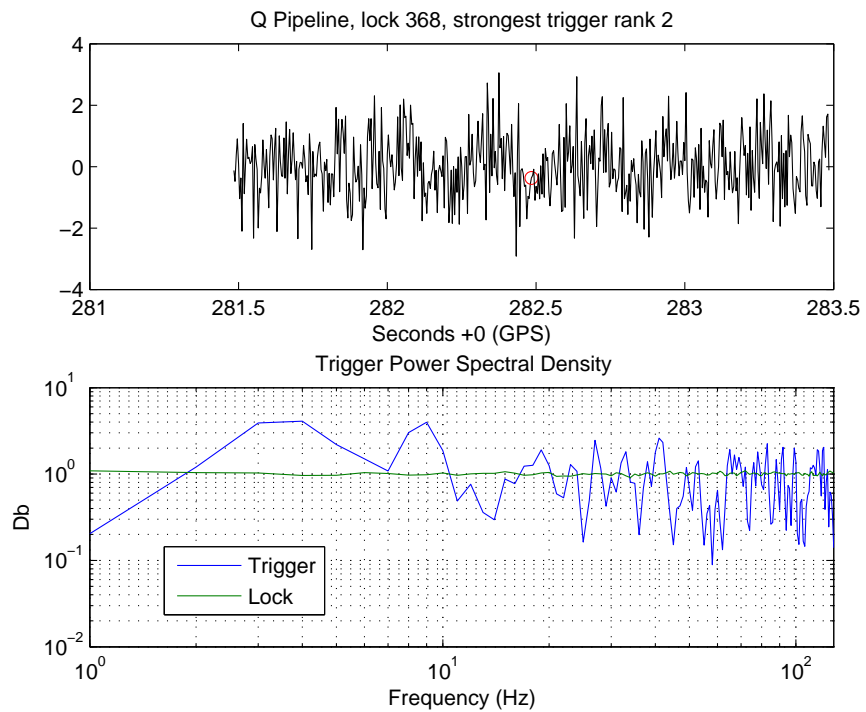 Q Pipeline, lock 368, strongest trigger rank 2
4
2
0
−2
−4
281
281.5
282
282.5
283
283.5
Seconds +0 (GPS)
Trigger Power Spectral Density
10^1
10^0
10^−1
10^−2
Db
Trigger
Lock
10^0
10^1
10^2
Frequency (Hz)